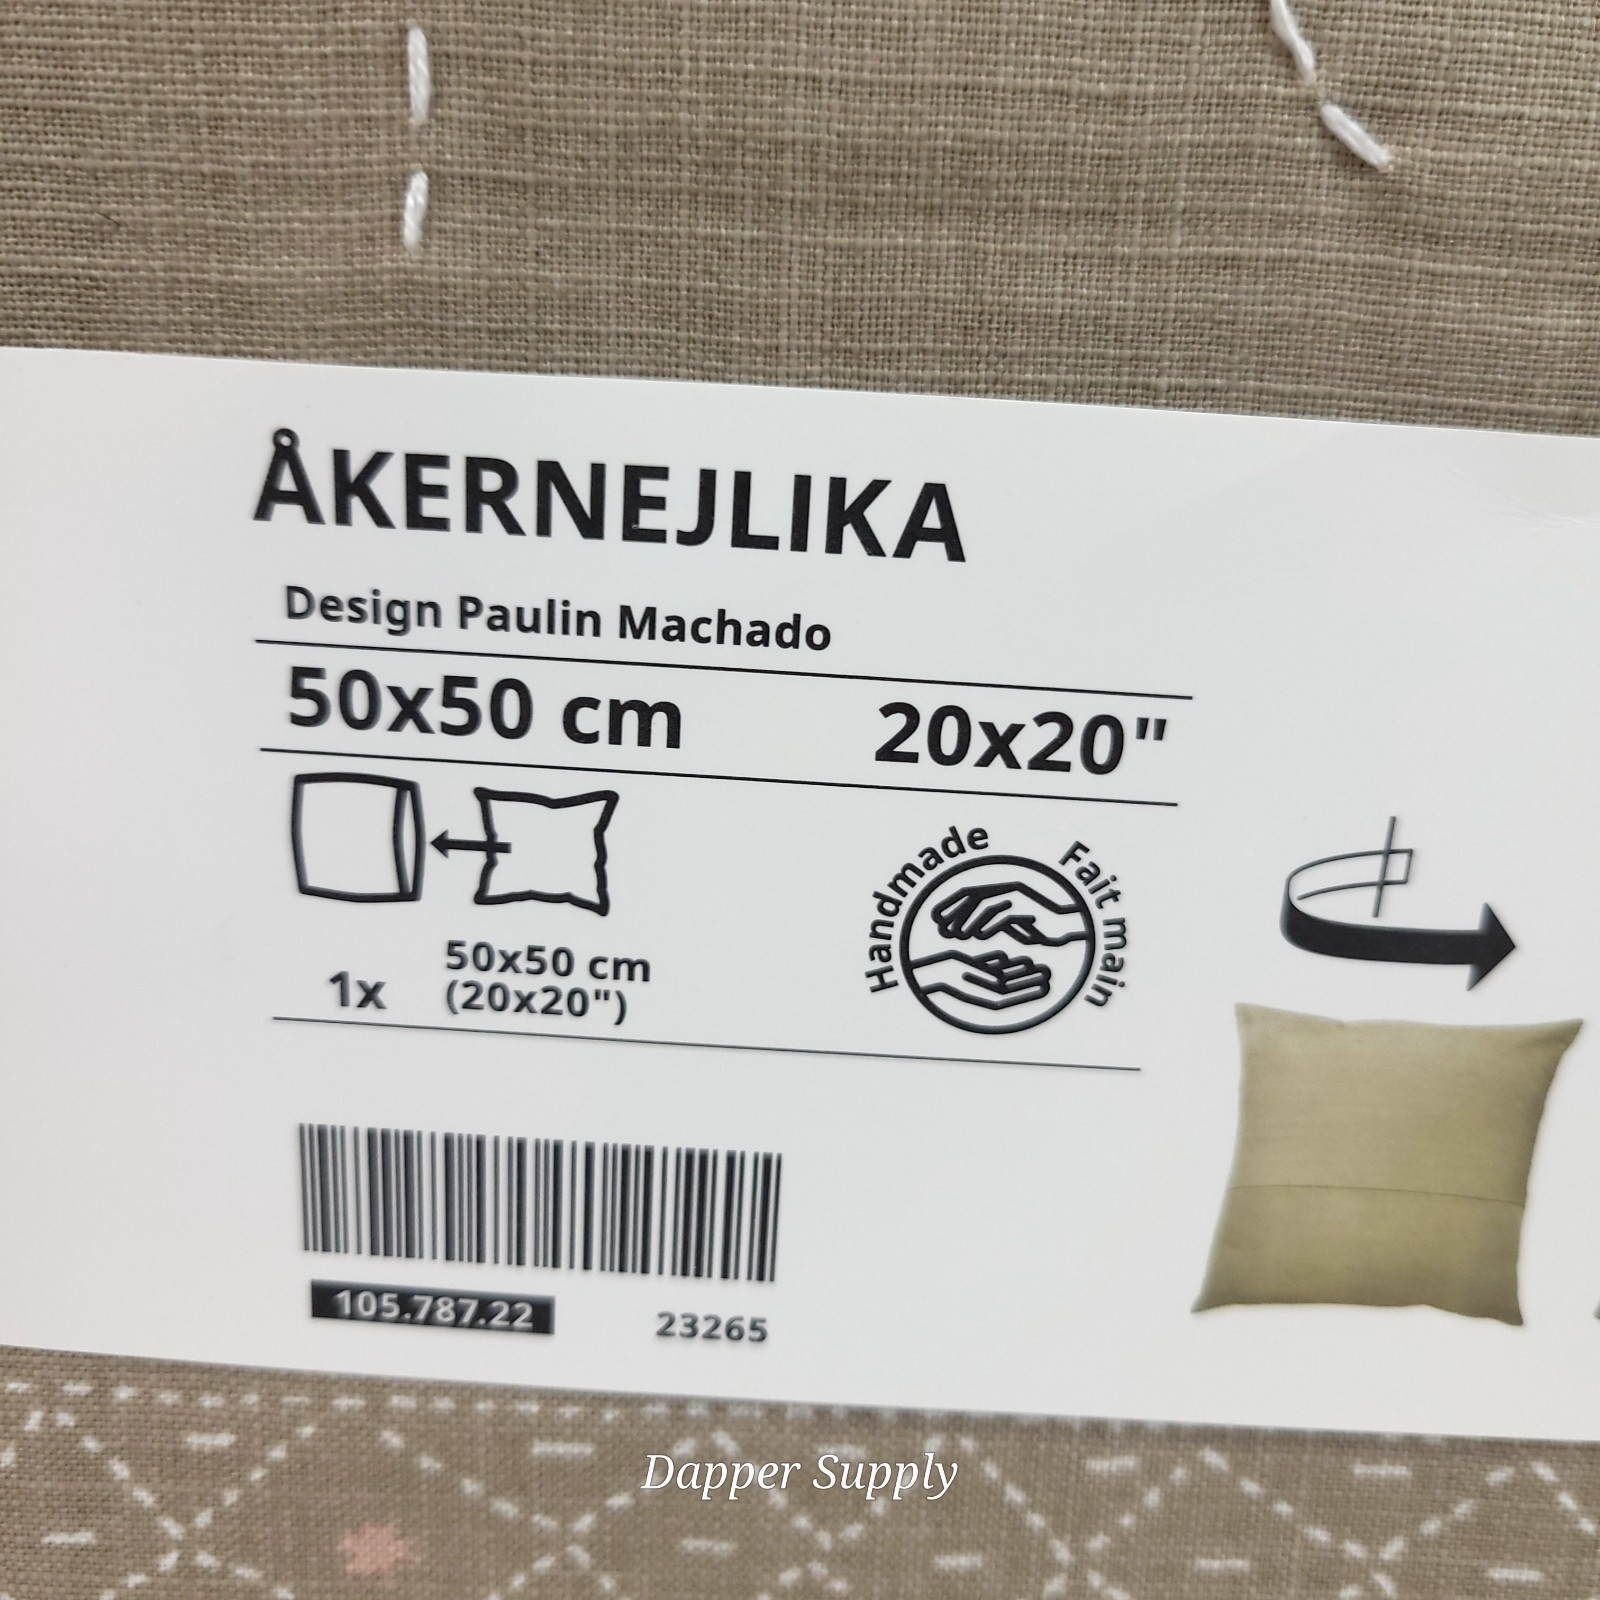 ÅKERNEJLIKA
Design Paulin Machado
50x50 cm 20x20"
Handmade Fait main
1x 50x50 cm
(20x20")
105.787.22 23265
Dapper Supply